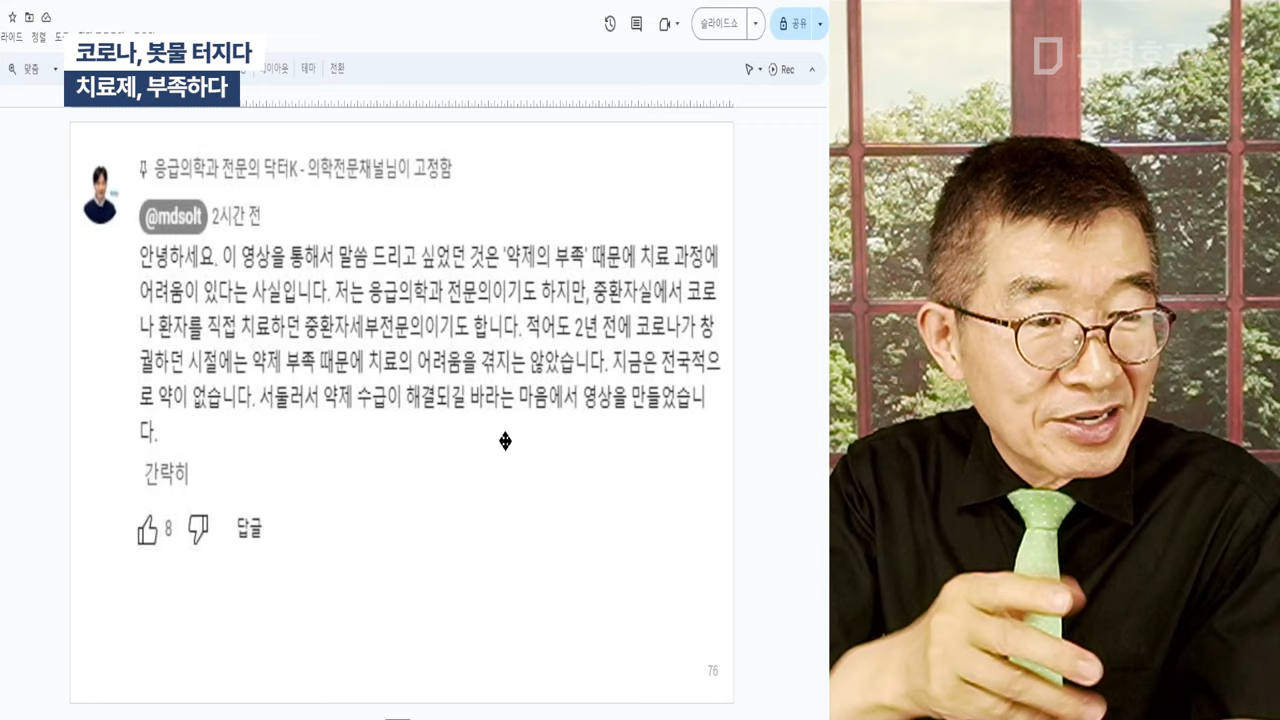 슬라이드쇼
공유
라이드 정렬
코로나, 봇물 터지다
맞춤
테마
전환
Rec
치료제, 부족하다
공병호
응급의학과 전문의 닥터K - 의학전문채널님이 고정함
@mdsolt 2시간 전
안녕하세요. 이 영상을 통해서 말씀 드리고 싶었던 것은 '약제의 부족' 때문에 치료 과정에
어려움이 있다는 사실입니다. 저는 응급의학과 전문의이기도 하지만, 중환자실에서 코로
나 환자를 직접 치료하던 중환자세부전문의이기도 합니다. 적어도 2년 전에 코로나가 창
궐하던 시절에는 약제 부족 때문에 치료의 어려움을 겪지는 않았습니다. 지금은 전국적으
로 약이 없습니다. 서둘러서 약제 수급이 해결되길 바라는 마음에서 영상을 만들었습니
다.
간략히
8
답글
76